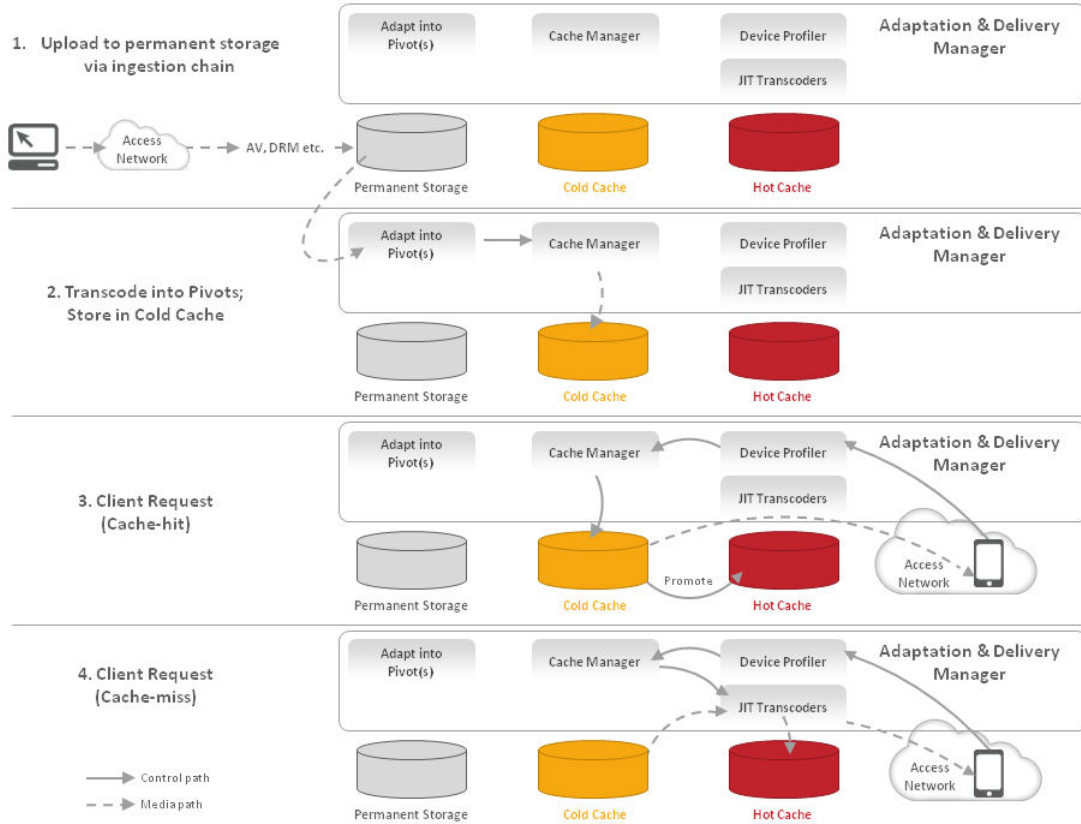 1. Upload to permanent storage
via ingestion chain
Adapt into
Pivot(s)
Cache Manager
Device Profiler
JIT Transcoders
Adaptation & Delivery
Manager
Access
Network
AV, DRM etc.
Permanent Storage
Cold Cache
Hot Cache
2. Transcode into Pivots;
Store in Cold Cache
Adapt into
Pivot(s)
Cache Manager
Device Profiler
JIT Transcoders
Adaptation & Delivery
Manager
Permanent Storage
Cold Cache
Hot Cache
3. Client Request
(Cache-hit)
Adapt into
Pivot(s)
Cache Manager
Device Profiler
JIT Transcoders
Adaptation & Delivery
Manager
Access
Network
Promote
Permanent Storage
Cold Cache
Hot Cache
4. Client Request
(Cache-miss)
Adapt into
Pivot(s)
Cache Manager
Device Profiler
JIT Transcoders
Adaptation & Delivery
Manager
Access
Network
Control path
Media path
Permanent Storage
Cold Cache
Hot Cache